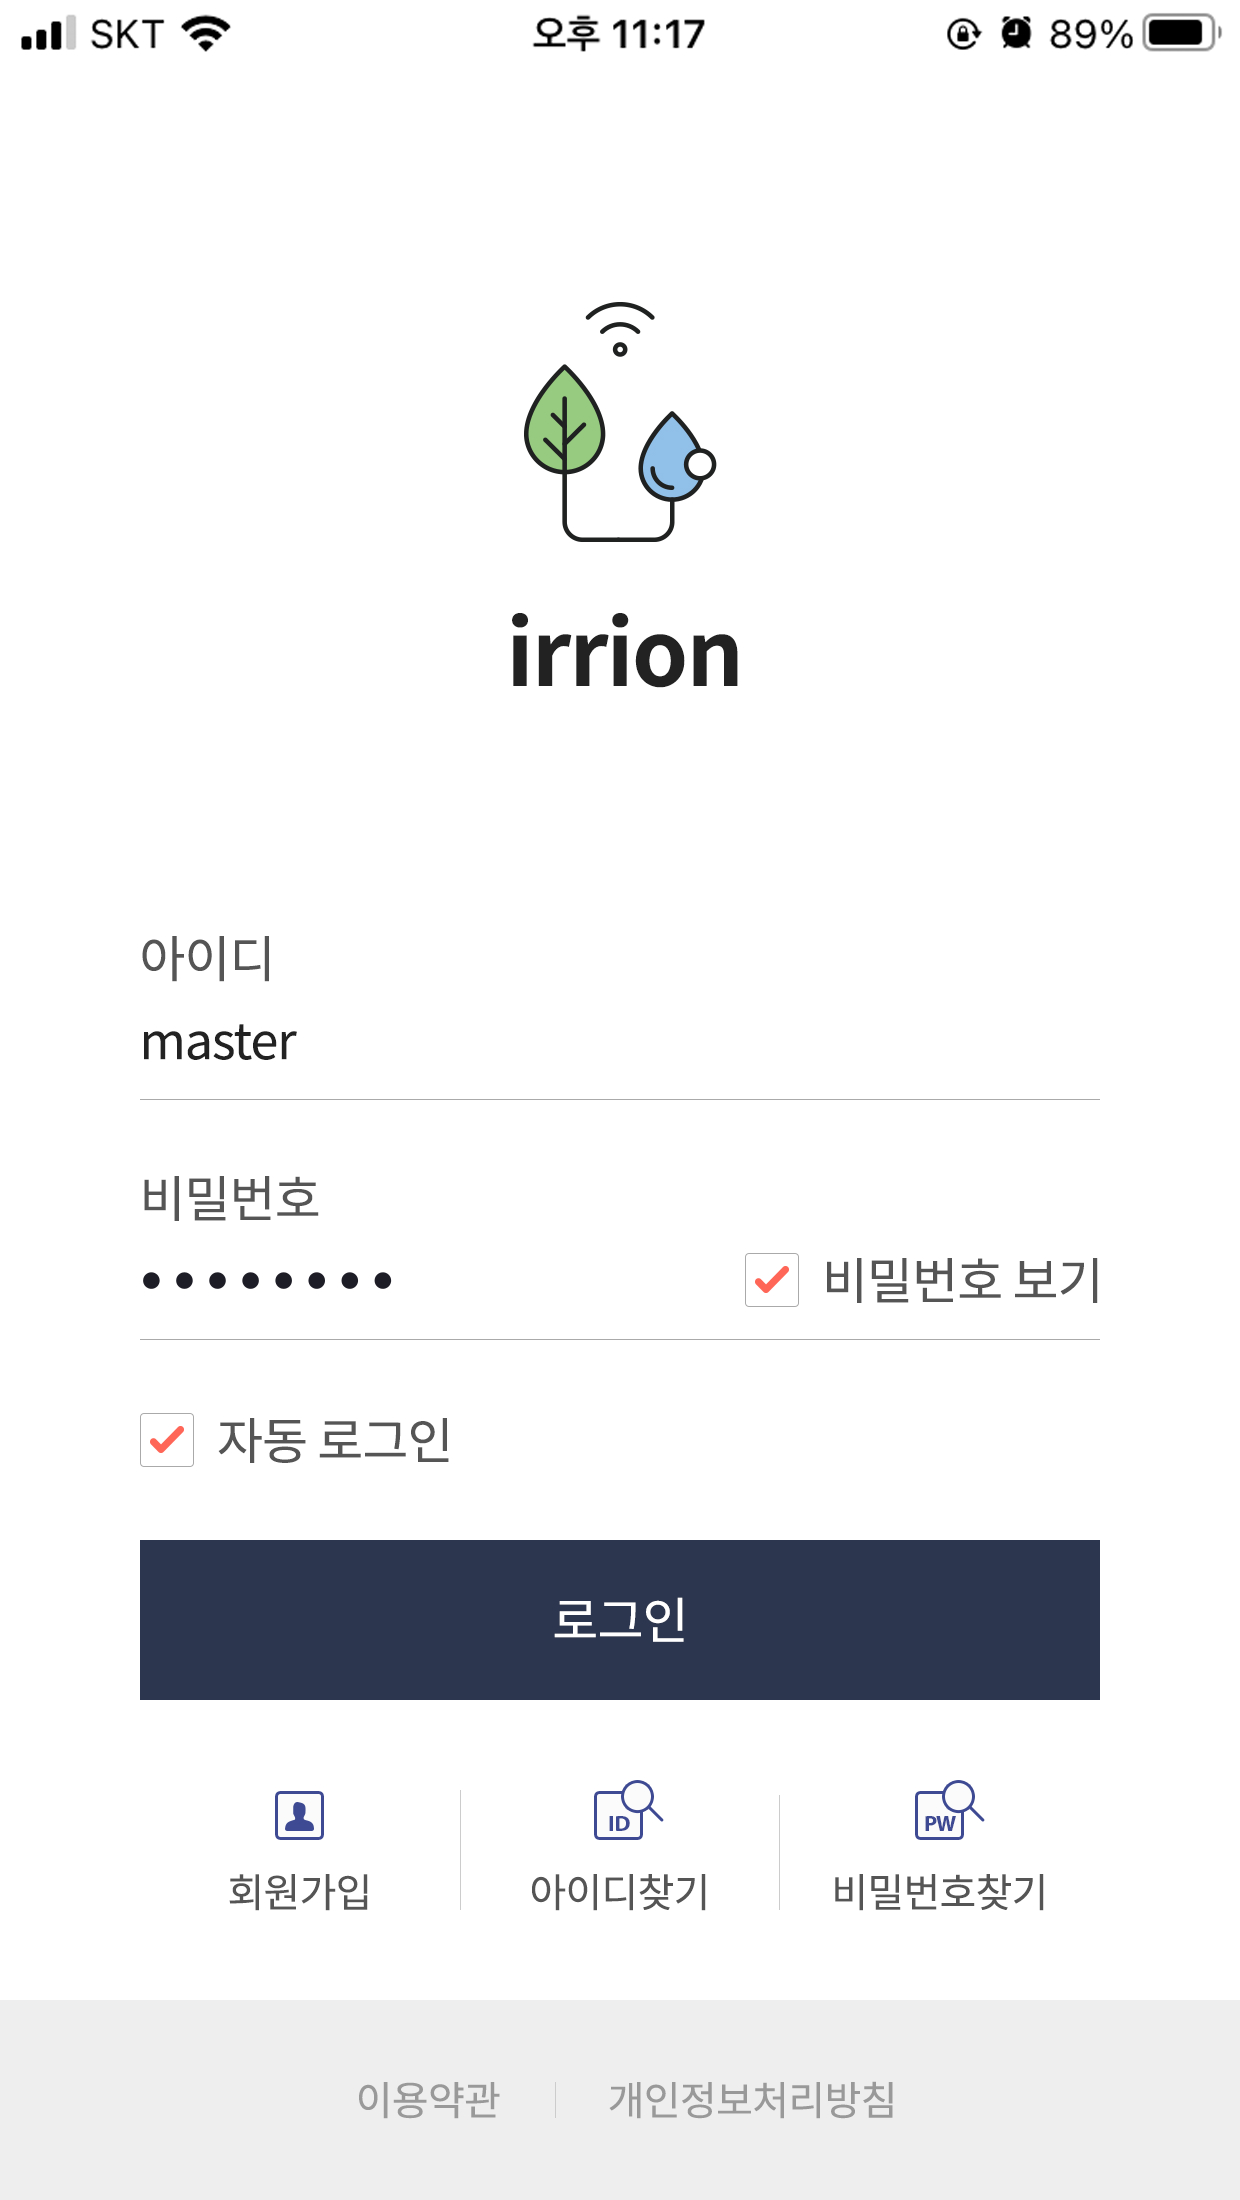 SKT 오후 11:17 89%
irrion
아이디
master
비밀번호
●●●●●●●● 비밀번호 보기
자동 로그인
로그인
ID PW
회원가입 아이디찾기 비밀번호찾기
이용약관 개인정보처리방침